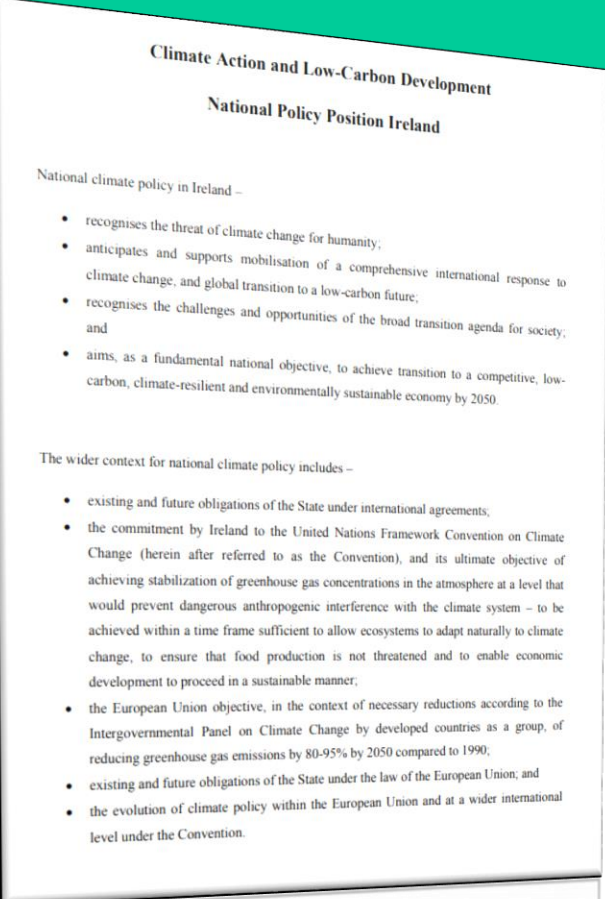 Climate Action and Low-Carbon Development
National Policy Position Ireland
National climate policy in Ireland –
• recognises the threat of climate change for humanity;
• anticipates and supports mobilisation of a comprehensive international response to
climate change, and global transition to a low-carbon future;
• recognises the challenges and opportunities of the broad transition agenda for society;
and
• aims, as a fundamental national objective, to achieve transition to a competitive, low-
carbon, climate-resilient and environmentally sustainable economy by 2050.
The wider context for national climate policy includes –
• existing and future obligations of the State under international agreements;
• the commitment by Ireland to the United Nations Framework Convention on Climate
Change (herein after referred to as the Convention), and its ultimate objective of
achieving stabilization of greenhouse gas concentrations in the atmosphere at a level that
would prevent dangerous anthropogenic interference with the climate system – to be
achieved within a time frame sufficient to allow ecosystems to adapt naturally to climate
change, to ensure that food production is not threatened and to enable economic
development to proceed in a sustainable manner;
• the European Union objective, in the context of necessary reductions according to the
Intergovernmental Panel on Climate Change by developed countries as a group, of
reducing greenhouse gas emissions by 80-95% by 2050 compared to 1990;
• existing and future obligations of the State under the law of the European Union; and
• the evolution of climate policy within the European Union and at a wider international
level under the Convention.